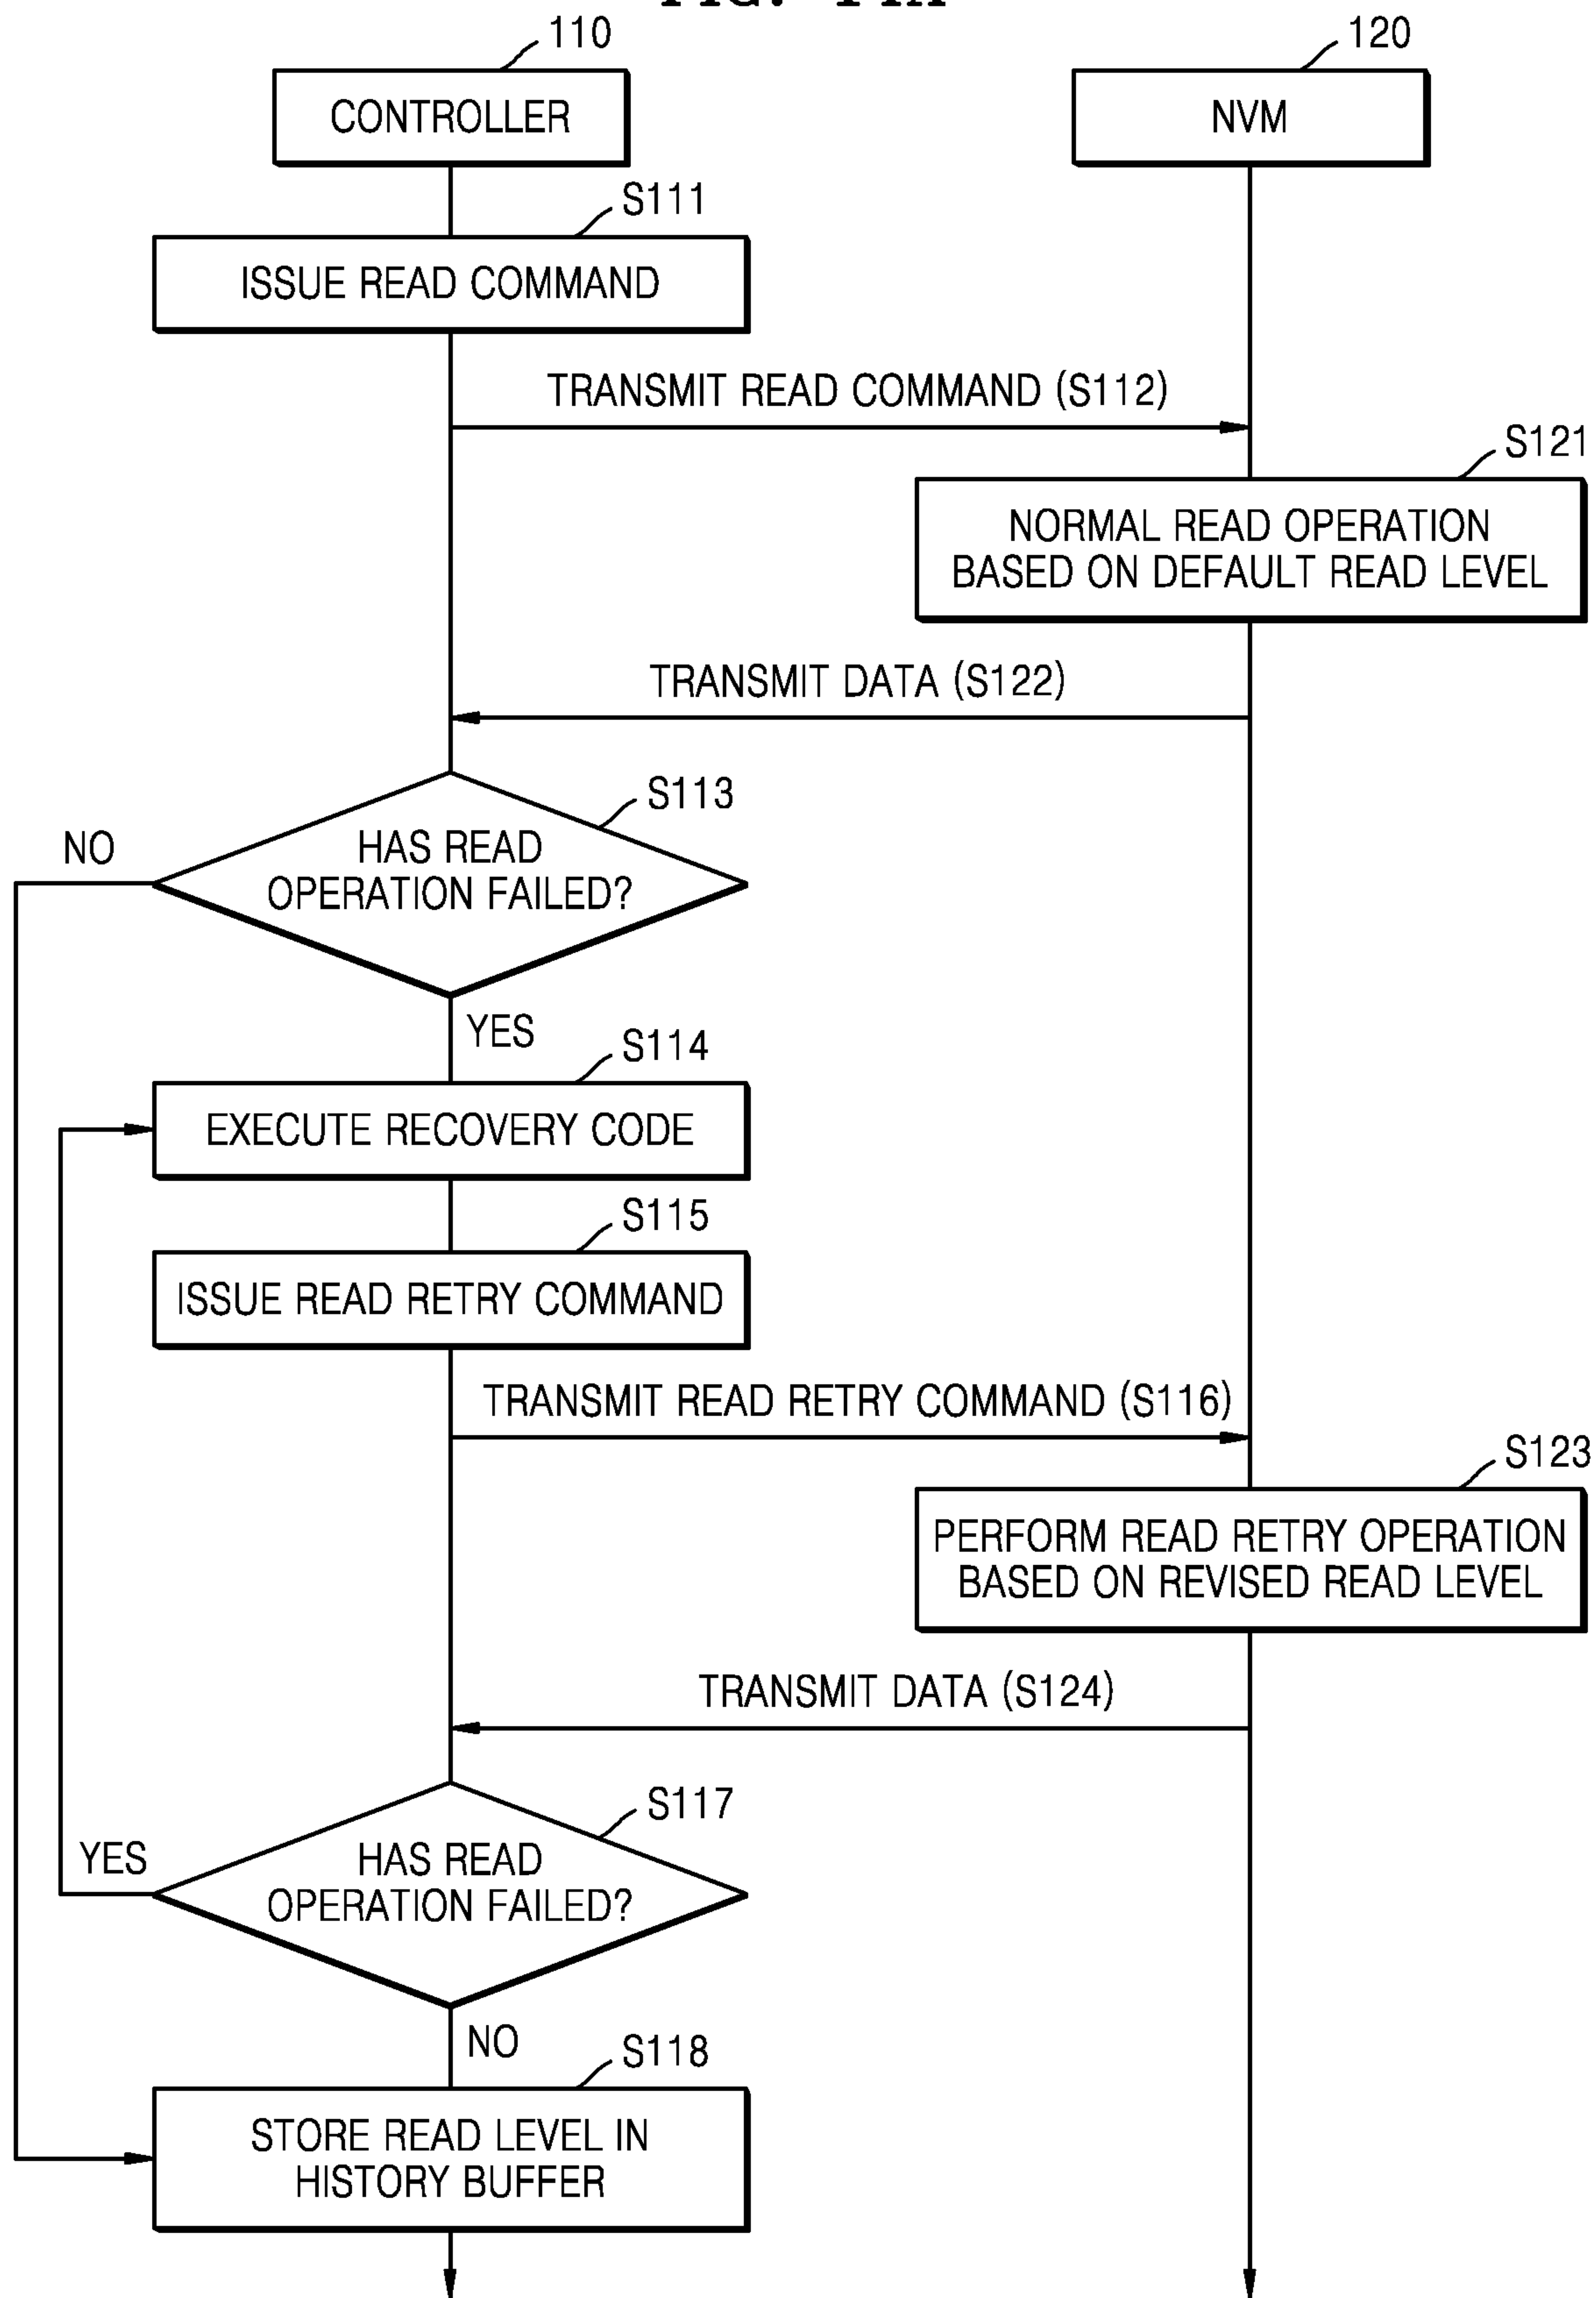 110
120
CONTROLLER
NVM
S111
ISSUE READ COMMAND
TRANSMIT READ COMMAND (S112)
S121
NORMAL READ OPERATION
BASED ON DEFAULT READ LEVEL
TRANSMIT DATA (S122)
S113
NO
HAS READ
OPERATION FAILED?
YES
S114
EXECUTE RECOVERY CODE
S115
ISSUE READ RETRY COMMAND
TRANSMIT READ RETRY COMMAND (S116)
S123
PERFORM READ RETRY OPERATION
BASED ON REVISED READ LEVEL
TRANSMIT DATA (S124)
S117
YES
HAS READ
OPERATION FAILED?
NO
S118
STORE READ LEVEL IN
HISTORY BUFFER